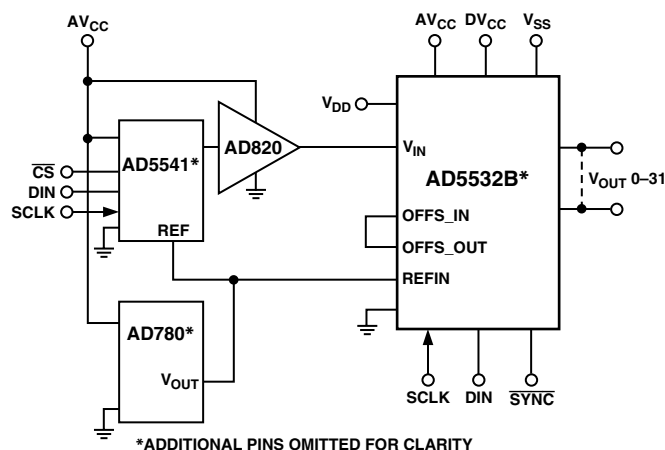 AVCC
AVCC DVCC VSS
VDD
AD820
VIN
AD5541*
CS
DIN
SCLK
REF
AD5532B*
VOUT 0–31
OFFS_IN
OFFS_OUT
REFIN
AD780*
VOUT
SCLK DIN SYNC
*ADDITIONAL PINS OMITTED FOR CLARITY